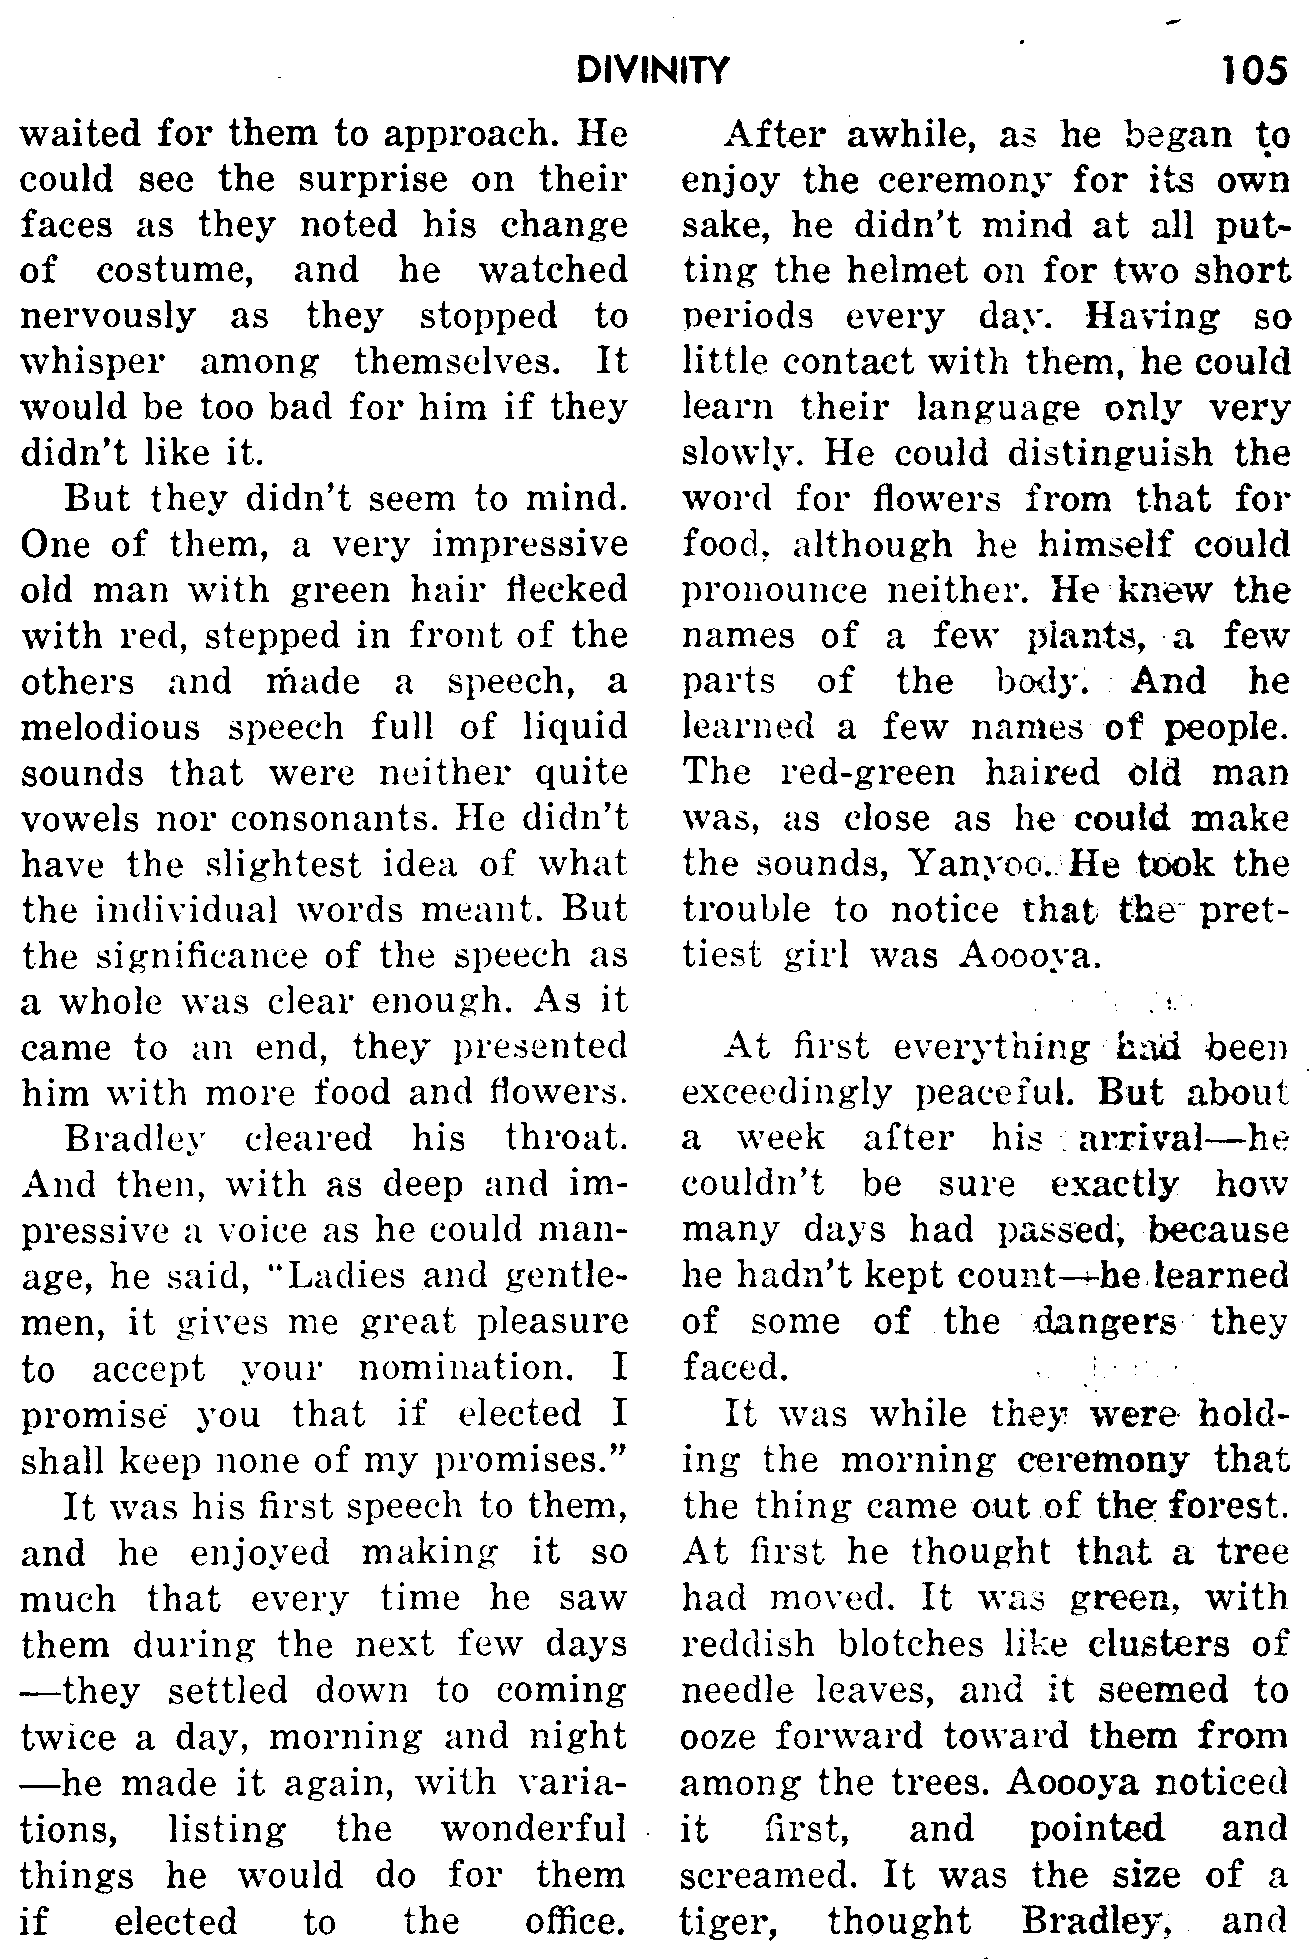 DIVINITY 105
waited for them to approach. He
could see the surprise on their
faces as they noted his change
of costume, and he watched
nervously as they stopped to
whisper among themselves. It
would be too bad for him if they
didn't like it.
But they didn't seem to mind.
One of them, a very impressive
old man with green hair flecked
with red, stepped in front of the
others and made a speech, a
melodious speech full of liquid
sounds that were neither quite
vowels nor consonants. He didn't
have the slightest idea of what
the individual words meant. But
the significance of the speech as
a whole was clear enough. As it
came to an end, they presented
him with more food and flowers.
Bradley cleared his throat.
And then, with as deep and im-
pressive a voice as he could man-
age, he said, "Ladies and gentle-
men, it gives me great pleasure
to accept your nomination. I
promise you that if elected I
shall keep none of my promises."
It was his first speech to them,
and he enjoyed making it so
much that every time he saw
them during the next few days
—they settled down to coming
twice a day, morning and night
—he made it again, with varia-
tions, listing the wonderful
things he would do for them
if elected to the office.
After awhile, as he began to
enjoy the ceremony for its own
sake, he didn't mind at all put-
ting the helmet on for two short
periods every day. Having so
little contact with them, he could
learn their language only very
slowly. He could distinguish the
word for flowers from that for
food, although he himself could
pronounce neither. He knew the
names of a few plants, a few
parts of the body. And he
learned a few names of people.
The red-green haired old man
was, as close as he could make
the sounds, Yanyoo. He took the
trouble to notice that the pret-
tiest girl was Aoooya.
At first everything had been
exceedingly peaceful. But about
a week after his arrival—he
couldn't be sure exactly how
many days had passed, because
he hadn't kept count—he learned
of some of the dangers they
faced.
It was while they were hold-
ing the morning ceremony that
the thing came out of the forest.
At first he thought that a tree
had moved. It was green, with
reddish blotches like clusters of
needle leaves, and it seemed to
ooze forward toward them from
among the trees. Aoooya noticed
it first, and pointed and
screamed. It was the size of a
tiger, thought Bradley, and